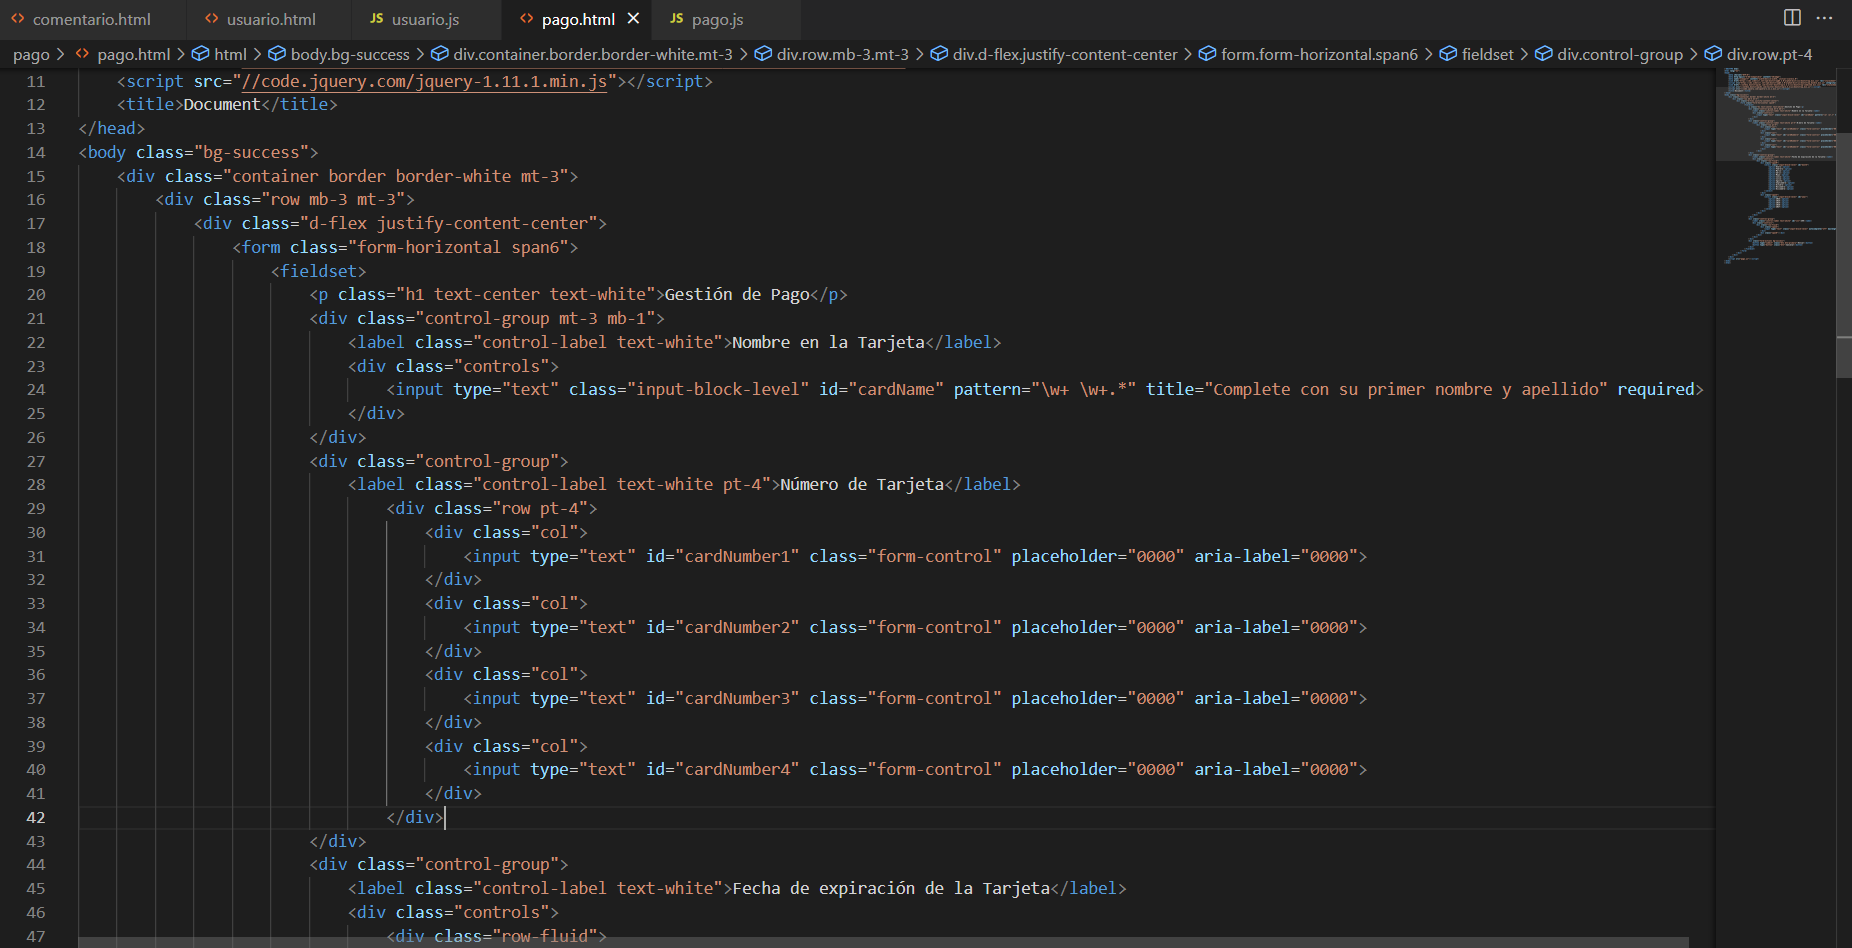 comentario.html usuario.html JS usuario.js pago.html JS pago.js
pago > pago.html > html > body.bg-success > div.container.border.border-white.mt-3 > div.row.mb-3.mt-3 > div.d-flex.justify-content-center > form.form-horizontal.span6 > fieldset > div.control-group > div.row.pt-4
11 <script src="//code.jquery.com/jquery-1.11.1.min.js"></script>
12 <title>Document</title>
13 </head>
14 <body class="bg-success">
15 <div class="container border border-white mt-3">
16 <div class="row mb-3 mt-3">
17 <div class="d-flex justify-content-center">
18 <form class="form-horizontal span6">
19 <fieldset>
20 <p class="h1 text-center text-white">Gestión de Pago</p>
21 <div class="control-group mt-3 mb-1">
22 <label class="control-label text-white">Nombre en la Tarjeta</label>
23 <div class="controls">
24 <input type="text" class="input-block-level" id="cardName" pattern="\w+ \w+.*" title="Complete con su primer nombre y apellido" required>
25 </div>
26 </div>
27 <div class="control-group">
28 <label class="control-label text-white pt-4">Número de Tarjeta</label>
29 <div class="row pt-4">
30 <div class="col">
31 <input type="text" id="cardNumber1" class="form-control" placeholder="0000" aria-label="0000">
32 </div>
33 <div class="col">
34 <input type="text" id="cardNumber2" class="form-control" placeholder="0000" aria-label="0000">
35 </div>
36 <div class="col">
37 <input type="text" id="cardNumber3" class="form-control" placeholder="0000" aria-label="0000">
38 </div>
39 <div class="col">
40 <input type="text" id="cardNumber4" class="form-control" placeholder="0000" aria-label="0000">
41 </div>
42 </div>
43 </div>
44 <div class="control-group">
45 <label class="control-label text-white">Fecha de expiración de la Tarjeta</label>
46 <div class="controls">
47 <div class="row-fluid">